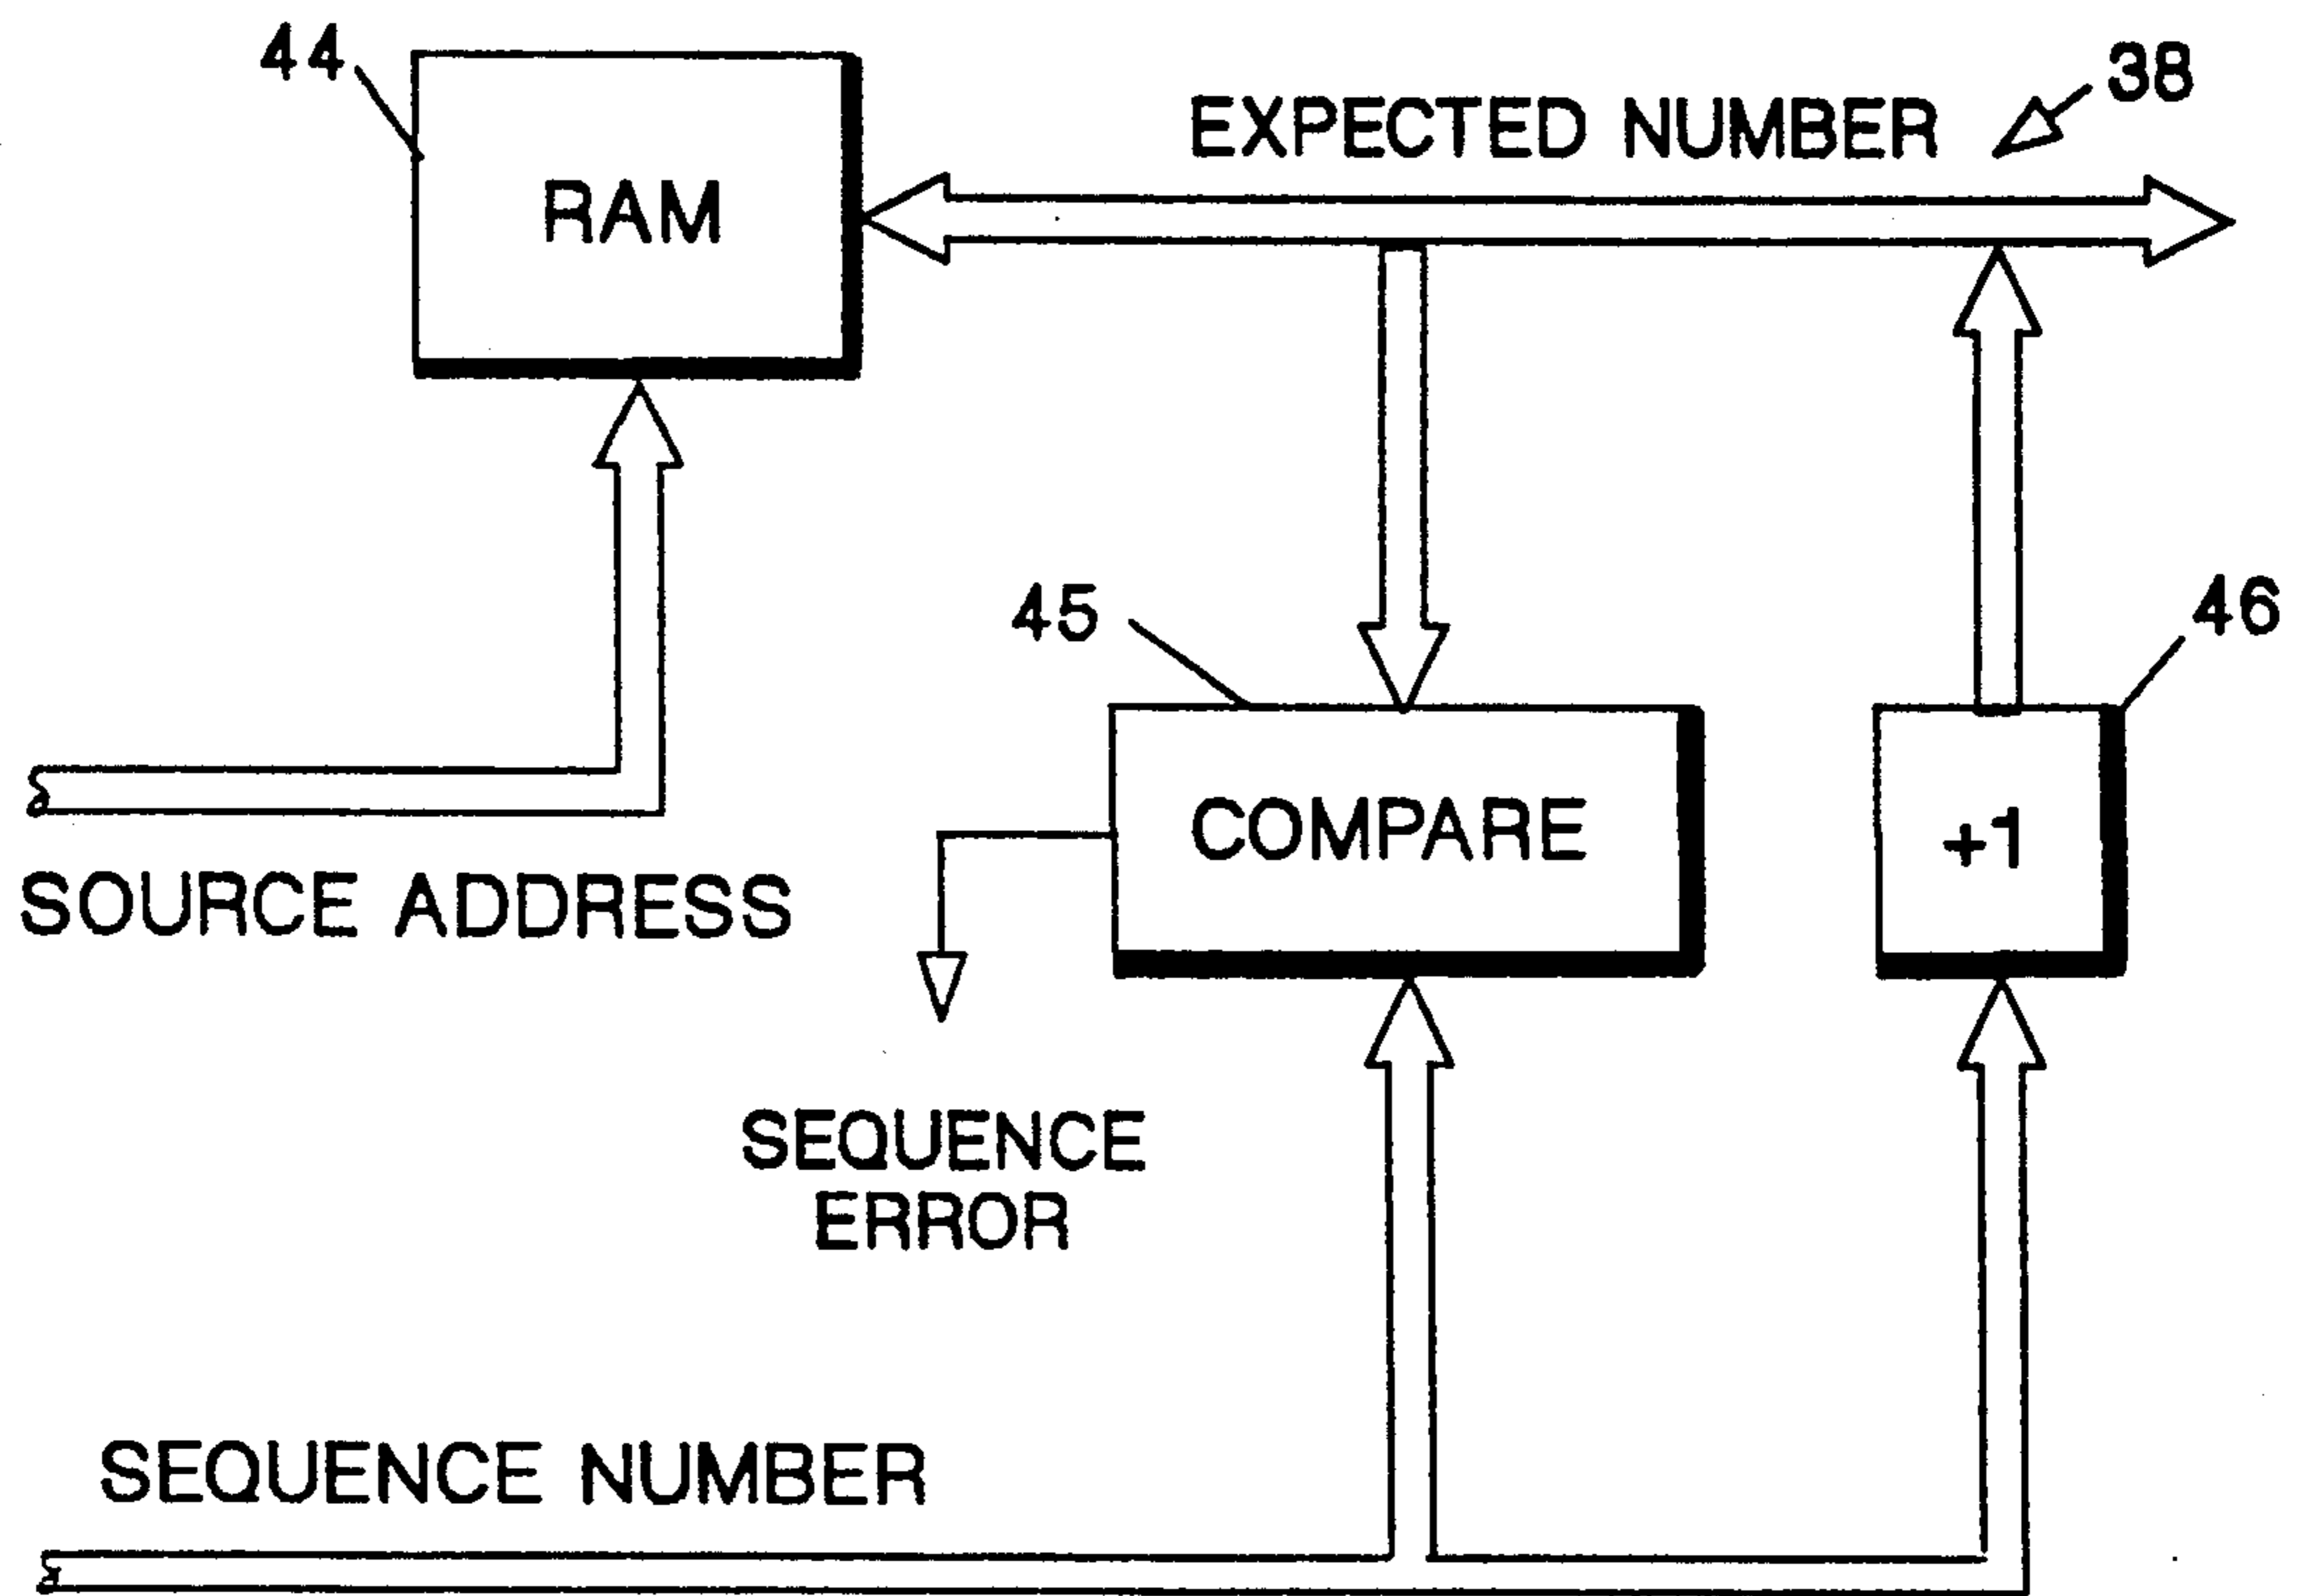 44
38
EXPECTED NUMBER
RAM
45
46
COMPARE
+1
SOURCE ADDRESS
SEQUENCE
ERROR
SEQUENCE NUMBER